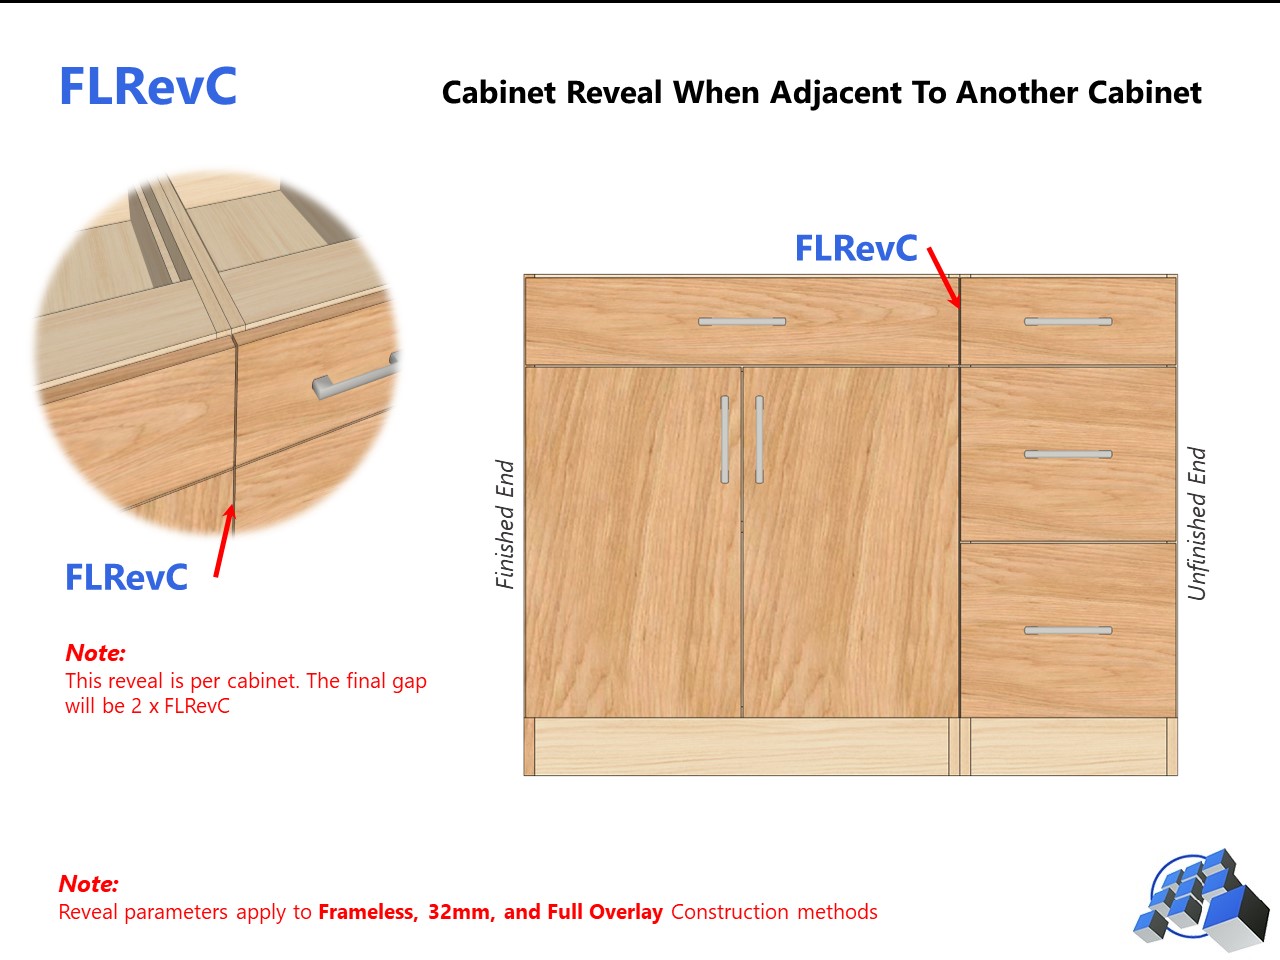 FLRevC
Cabinet Reveal When Adjacent To Another Cabinet
FLRevC
Finished End
Unfinished End
FLRevC
Note:
This reveal is per cabinet. The final gap
will be 2 x FLRevC
Note:
Reveal parameters apply to Frameless, 32mm, and Full Overlay Construction methods